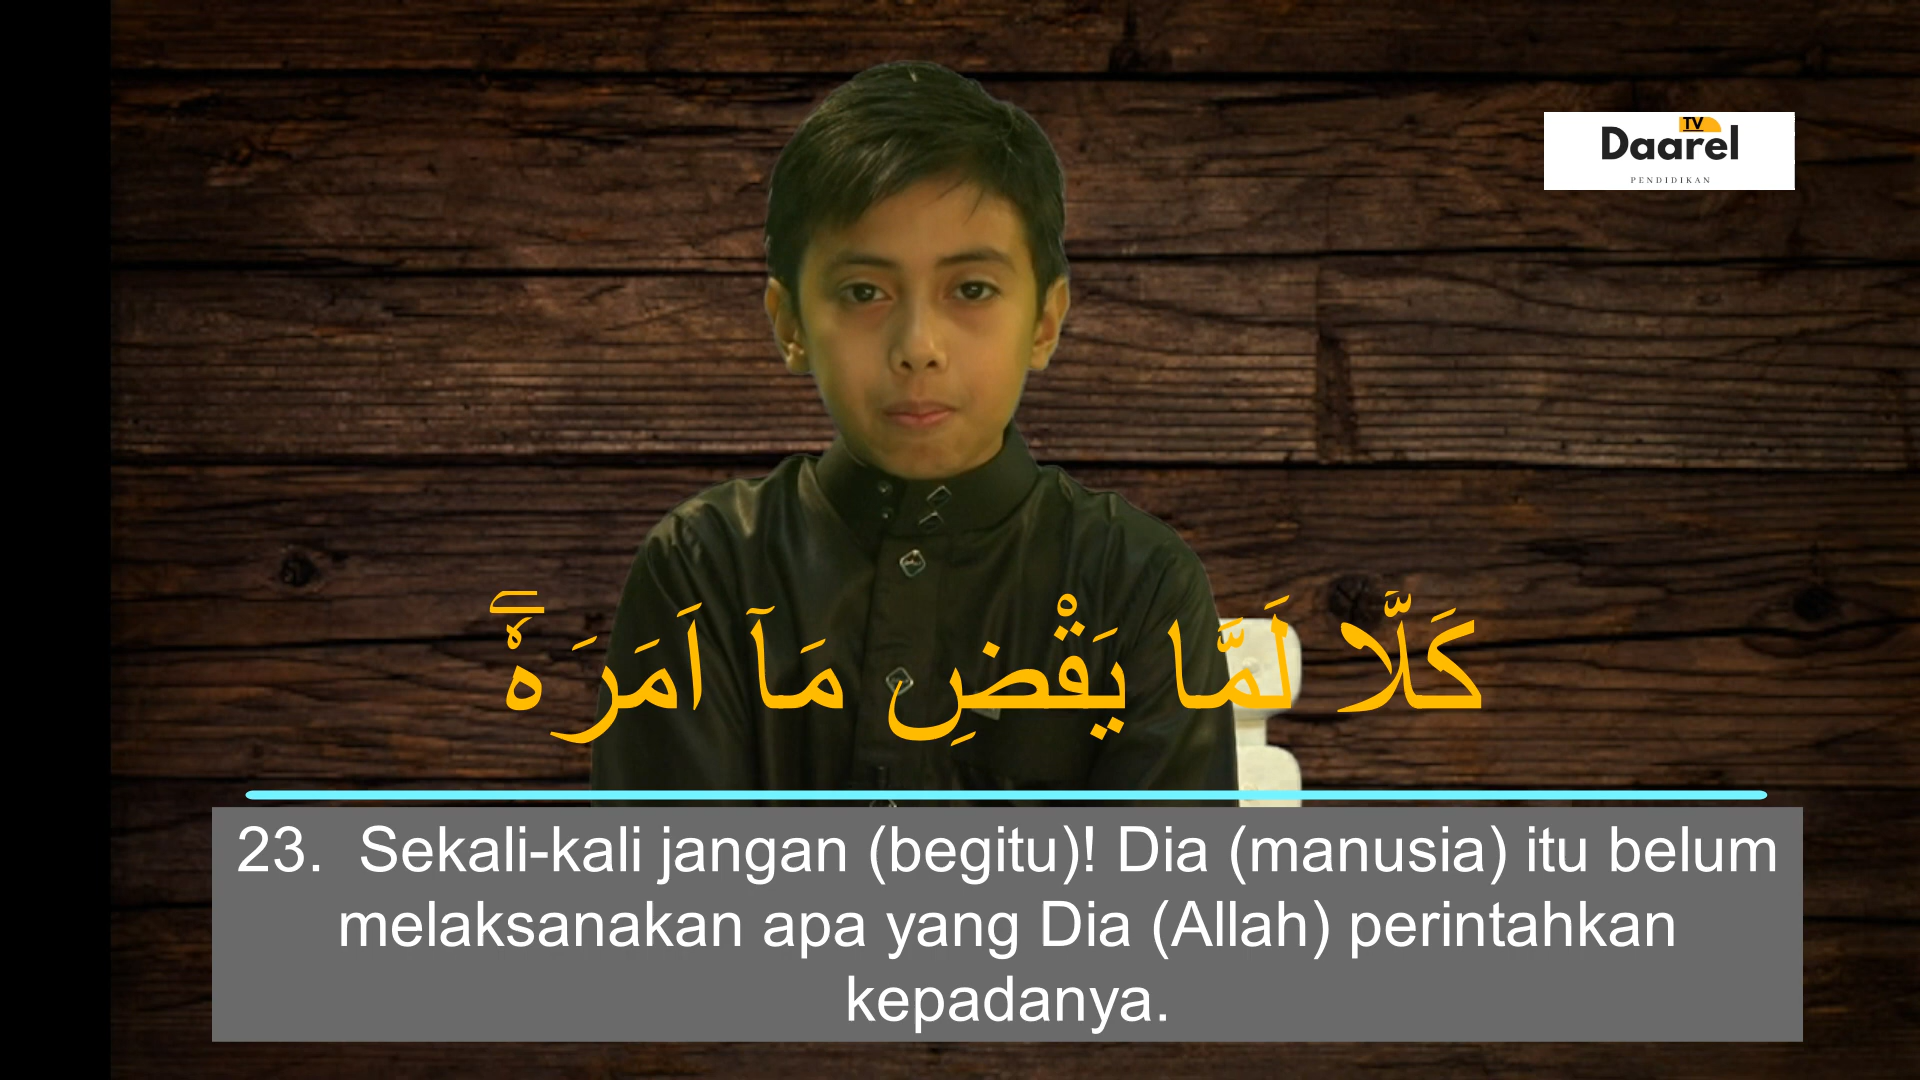 TV
Daarel
PENDIDIKAN
كَلَّا لَمَّا يَقْضِ مَآ اَمَرَهٗۗ
23. Sekali-kali jangan (begitu)! Dia (manusia) itu belum
melaksanakan apa yang Dia (Allah) perintahkan
kepadanya.